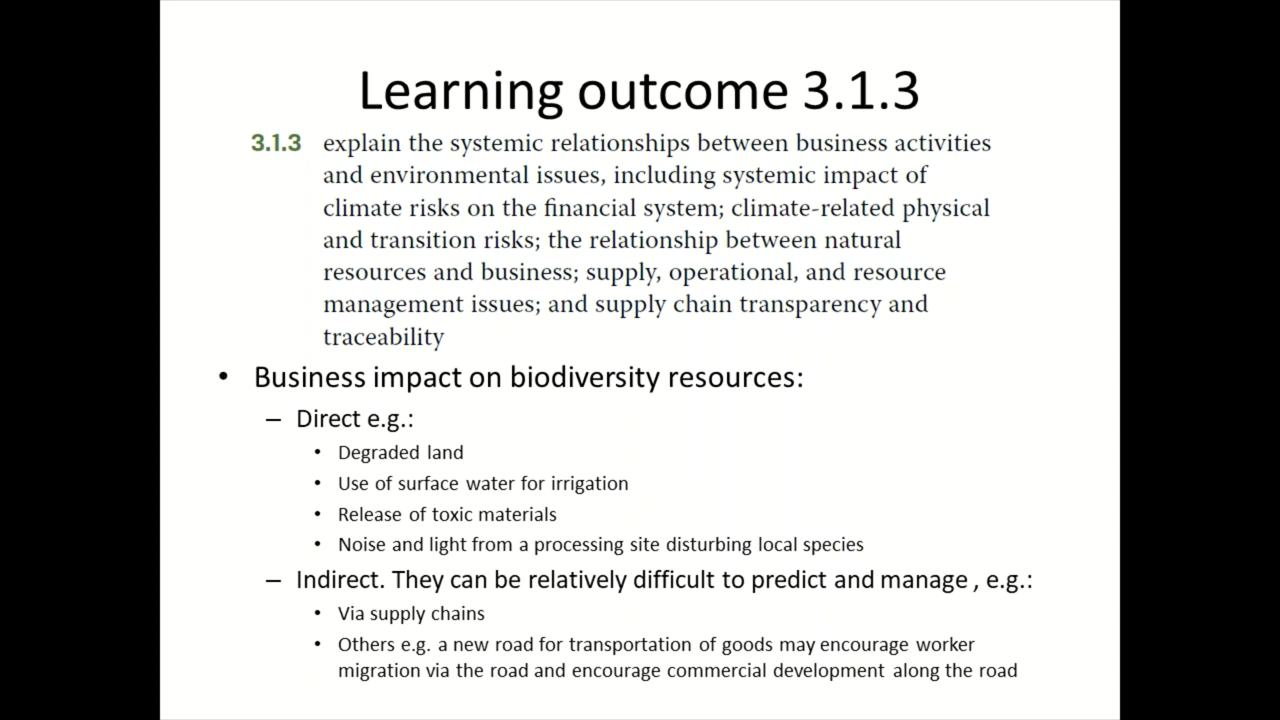 Learning outcome 3.1.3
3.1.3 explain the systemic relationships between business activities
and environmental issues, including systemic impact of
climate risks on the financial system; climate-related physical
and transition risks; the relationship between natural
resources and business; supply, operational, and resource
management issues; and supply chain transparency and
traceability
• Business impact on biodiversity resources:
– Direct e.g.:
• Degraded land
• Use of surface water for irrigation
• Release of toxic materials
• Noise and light from a processing site disturbing local species
– Indirect. They can be relatively difficult to predict and manage , e.g.:
• Via supply chains
• Others e.g. a new road for transportation of goods may encourage worker
migration via the road and encourage commercial development along the road